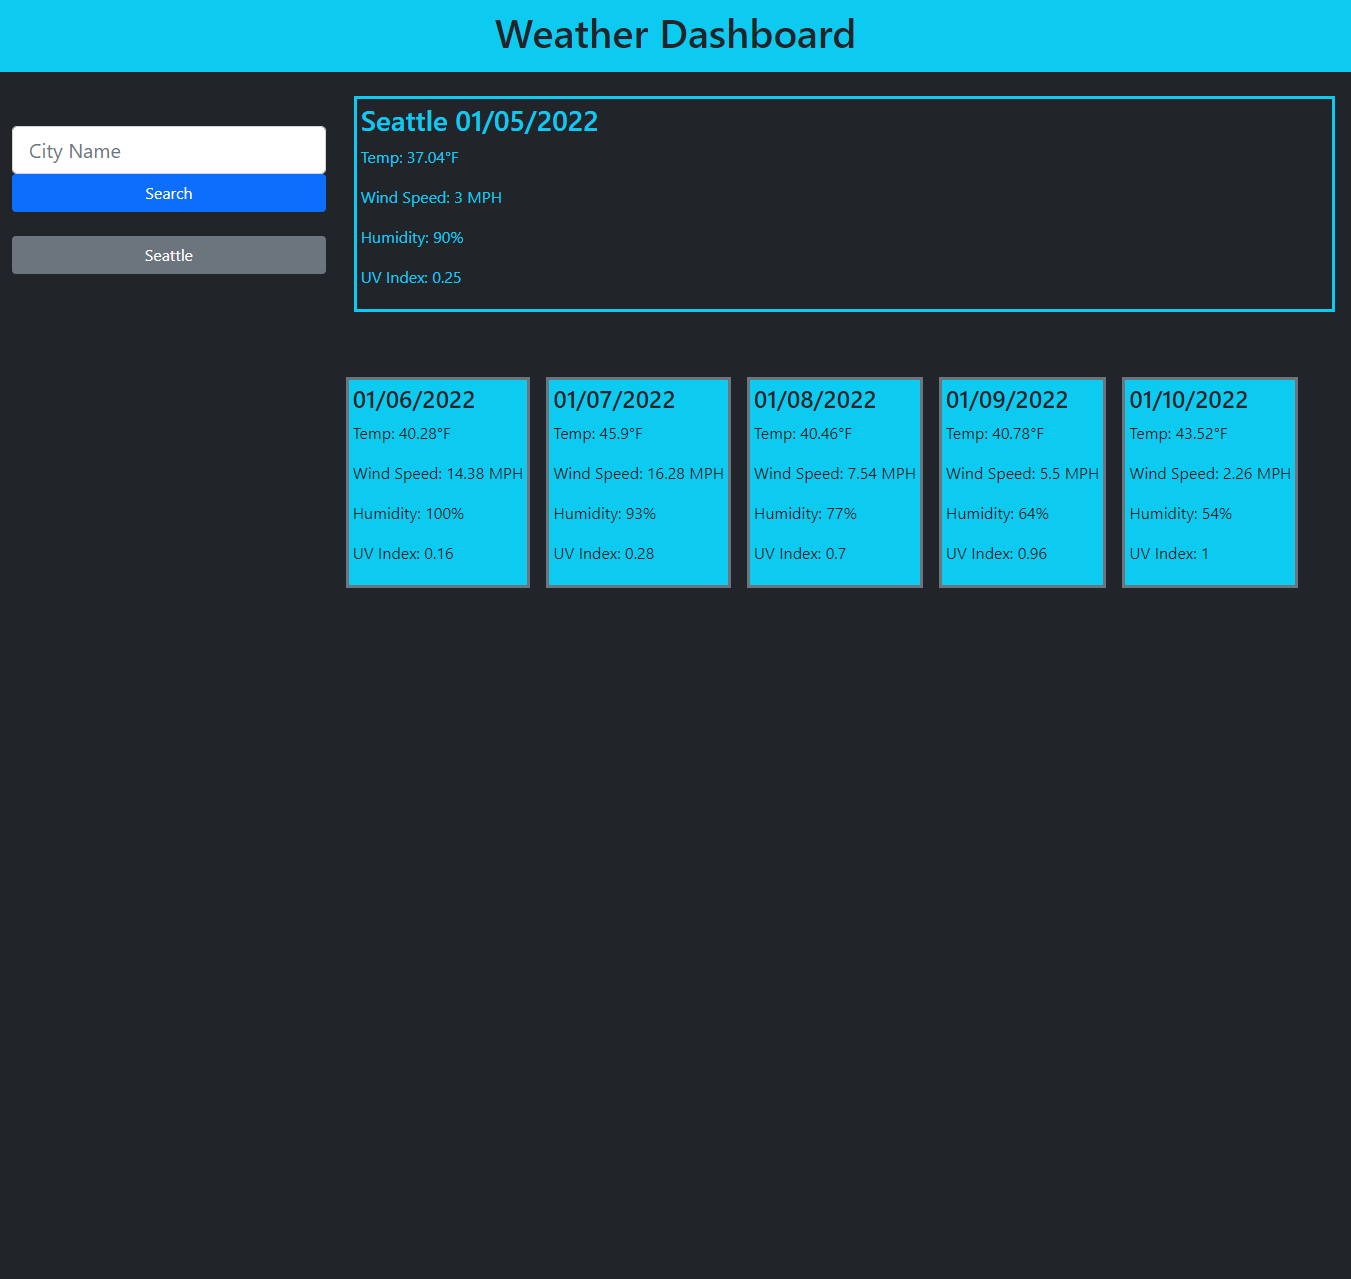 Weather Dashboard
City Name
Search
Seattle
Seattle 01/05/2022
Temp: 37.04°F
Wind Speed: 3 MPH
Humidity: 90%
UV Index: 0.25
01/06/2022
Temp: 40.28°F
Wind Speed: 14.38 MPH
Humidity: 100%
UV Index: 0.16
01/07/2022
Temp: 45.9°F
Wind Speed: 16.28 MPH
Humidity: 93%
UV Index: 0.28
01/08/2022
Temp: 40.46°F
Wind Speed: 7.54 MPH
Humidity: 77%
UV Index: 0.7
01/09/2022
Temp: 40.78°F
Wind Speed: 5.5 MPH
Humidity: 64%
UV Index: 0.96
01/10/2022
Temp: 43.52°F
Wind Speed: 2.26 MPH
Humidity: 54%
UV Index: 1